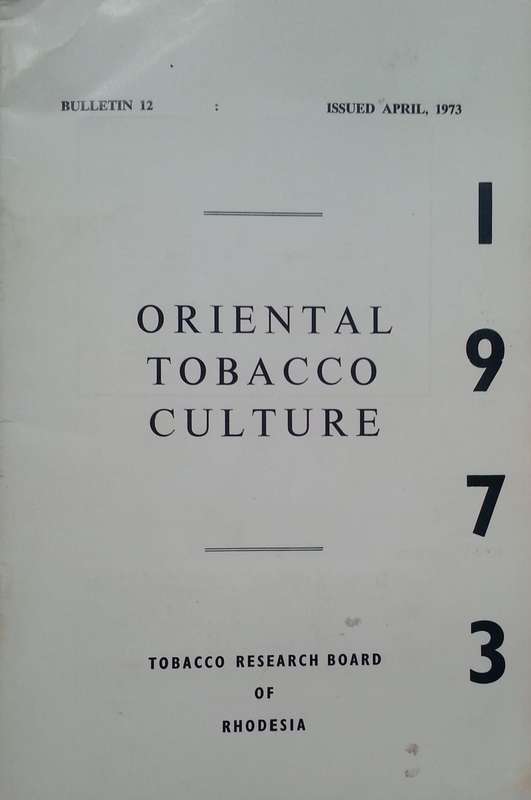 BULLETIN 12 : ISSUED APRIL, 1973
ORIENTAL
TOBACCO
CULTURE
1
9
7
3
TOBACCO RESEARCH BOARD
OF
RHODESIA